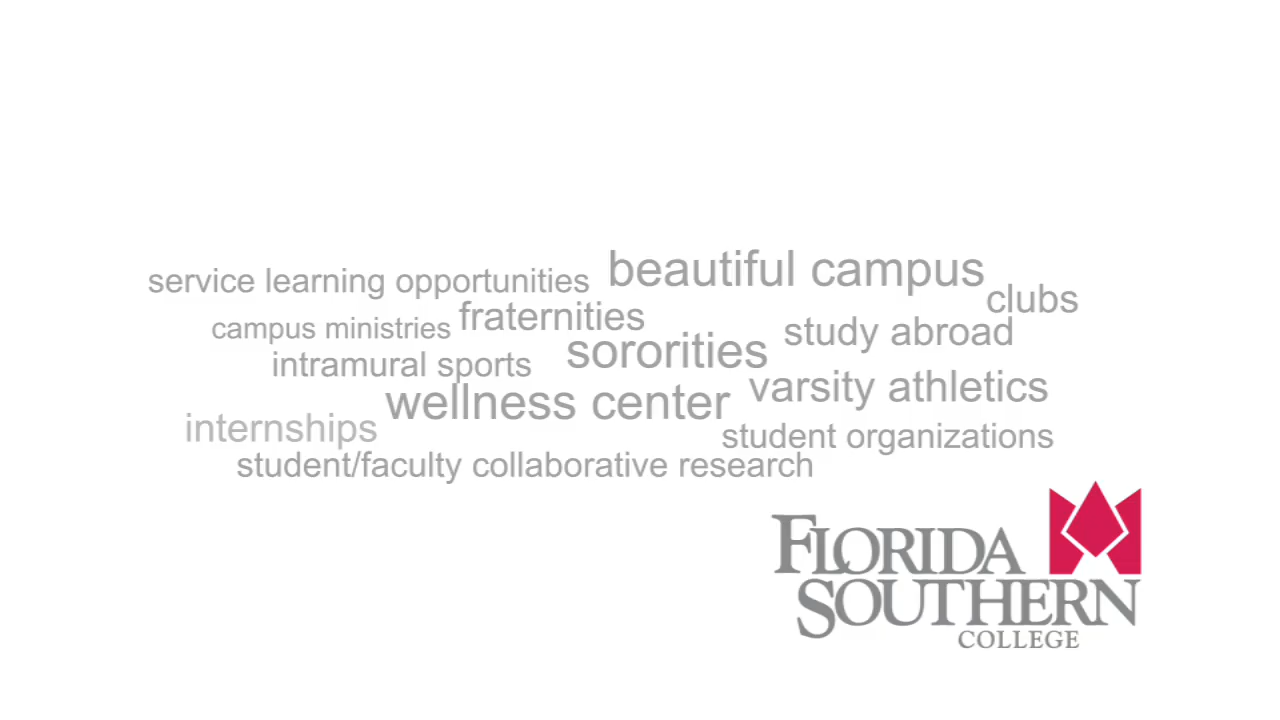 service learning opportunities
beautiful campus
clubs
campus ministries
fraternities
study abroad
intramural sports
sororities
wellness center
varsity athletics
internships
student organizations
student/faculty collaborative research
FLORIDA
SOUTHERN
COLLEGE